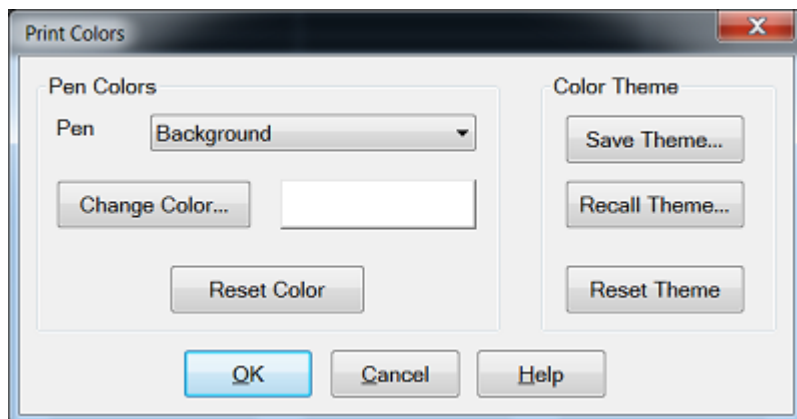 Print Colors
Pen Colors
Pen
Background
Change Color...
Reset Color
Color Theme
Save Theme...
Recall Theme...
Reset Theme
OK
Cancel
Help